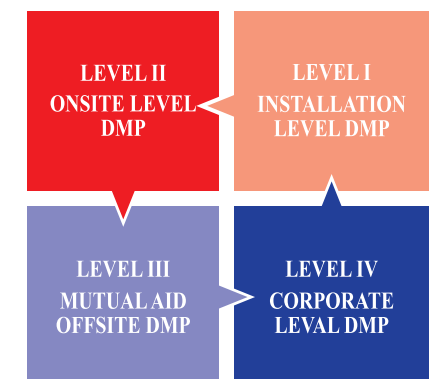 LEVEL II
ONSITE LEVEL
DMP
LEVEL I
INSTALLATION
LEVEL DMP
LEVEL III
MUTUAL AID
OFFSITE DMP
LEVEL IV
CORPORATE
LEVAL DMP